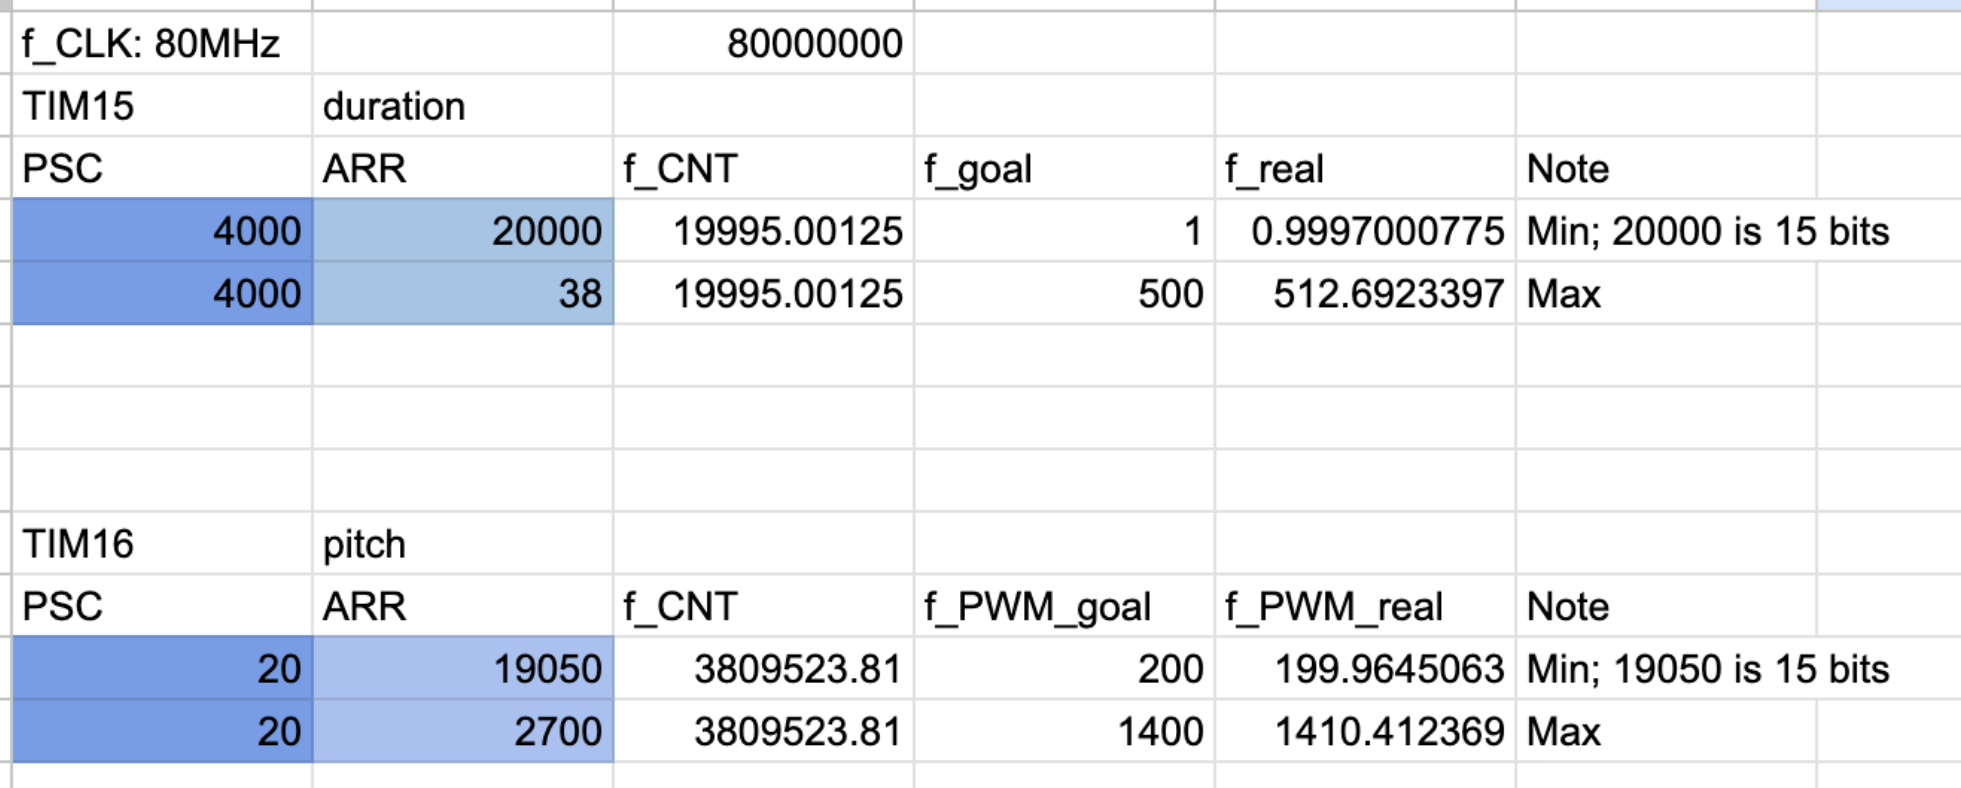 f_CLK: 80MHz 80000000
TIM15 duration
PSC ARR f_CNT f_goal f_real Note
4000 20000 19995.00125 1 0.9997000775 Min; 20000 is 15 bits
4000 38 19995.00125 500 512.6923397 Max
TIM16 pitch
PSC ARR f_CNT f_PWM_goal f_PWM_real Note
20 19050 3809523.81 200 199.9645063 Min; 19050 is 15 bits
20 2700 3809523.81 1400 1410.412369 Max